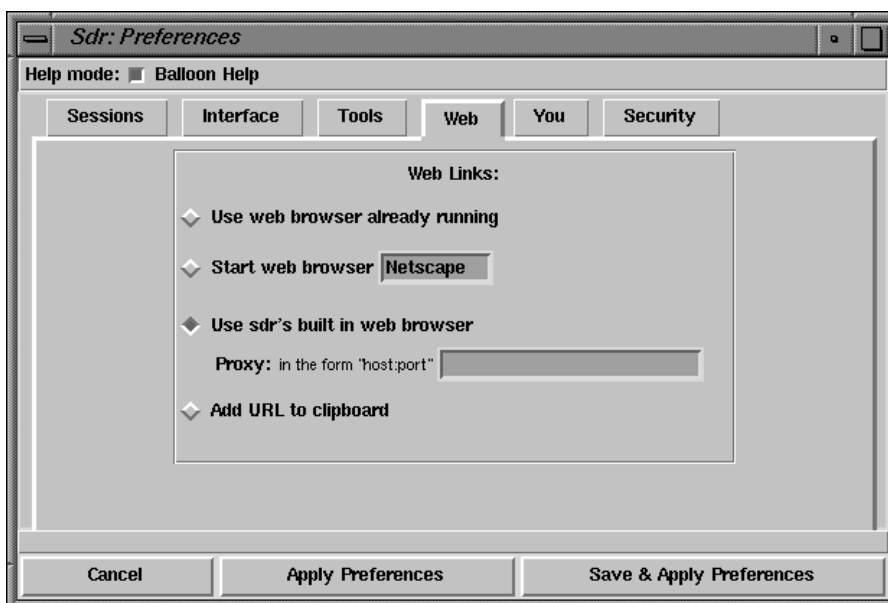 Sdr: Preferences
Help mode: Balloon Help
Sessions Interface Tools Web You Security
Web Links:
Use web browser already running
Start web browser Netscape
Use sdr's built in web browser
Proxy: in the form "host:port"
Add URL to clipboard
Cancel Apply Preferences Save & Apply Preferences